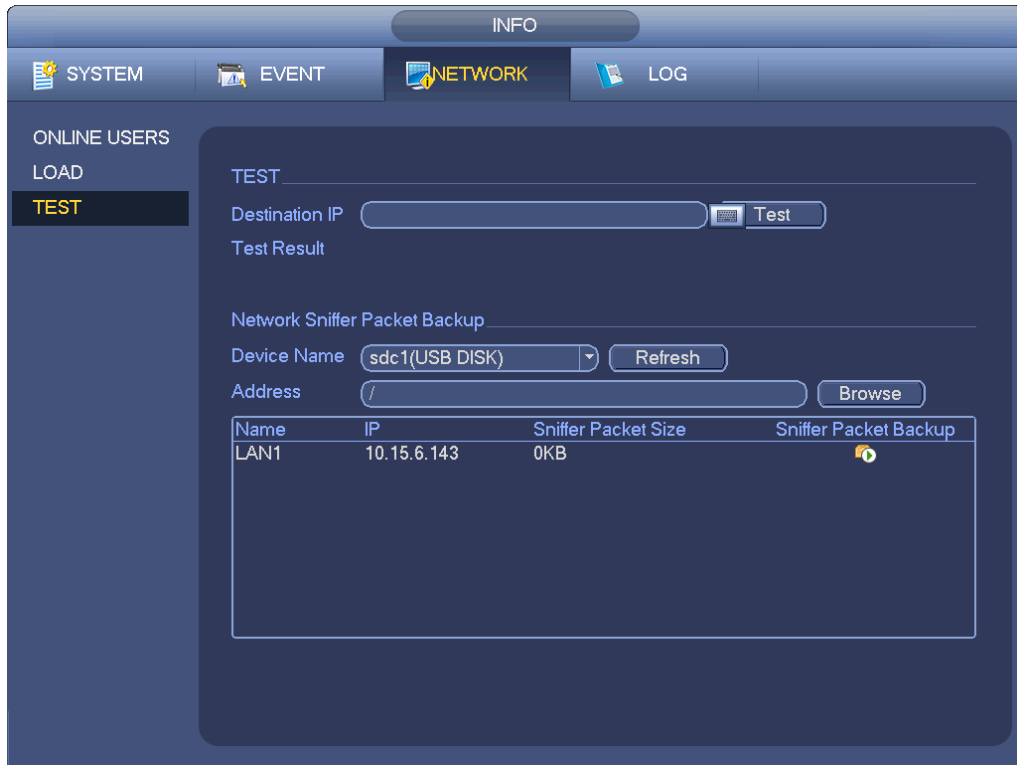 INFO
SYSTEM EVENT NETWORK LOG
ONLINE USERS
LOAD
TEST
TEST
Destination IP Test
Test Result
Network Sniffer Packet Backup
Device Name sdc1(USB DISK) Refresh
Address / Browse
Name IP Sniffer Packet Size Sniffer Packet Backup
LAN1 10.15.6.143 0KB